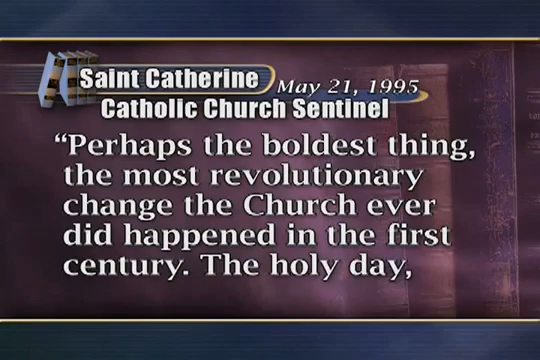 Saint Catherine May 21, 1995
Catholic Church Sentinel
“Perhaps the boldest thing,
the most revolutionary
change the Church ever
did happened in the first
century. The holy day,